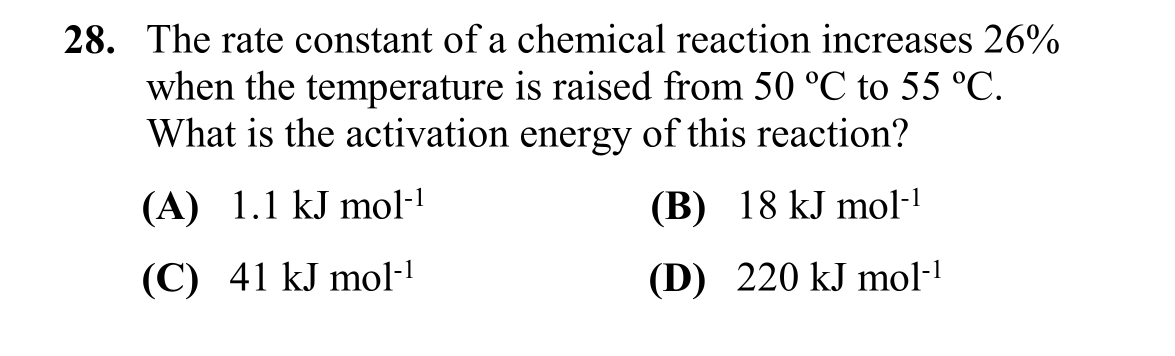 28. The rate constant of a chemical reaction increases 26%
when the temperature is raised from 50 ºC to 55 ºC.
What is the activation energy of this reaction?
(A) 1.1 kJ mol⁻¹ (B) 18 kJ mol⁻¹
(C) 41 kJ mol⁻¹ (D) 220 kJ mol⁻¹